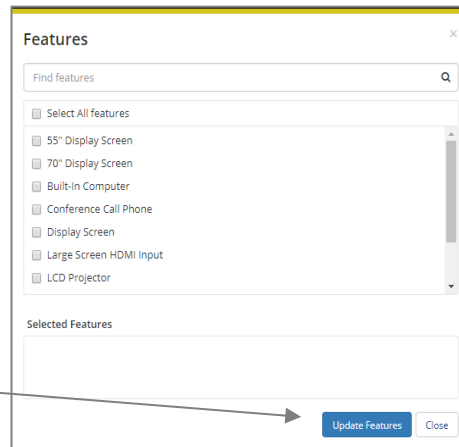 Features
×
Find features
Select All features
55" Display Screen
70" Display Screen
Built-In Computer
Conference Call Phone
Display Screen
Large Screen HDMI Input
LCD Projector
Selected Features
Update Features Close